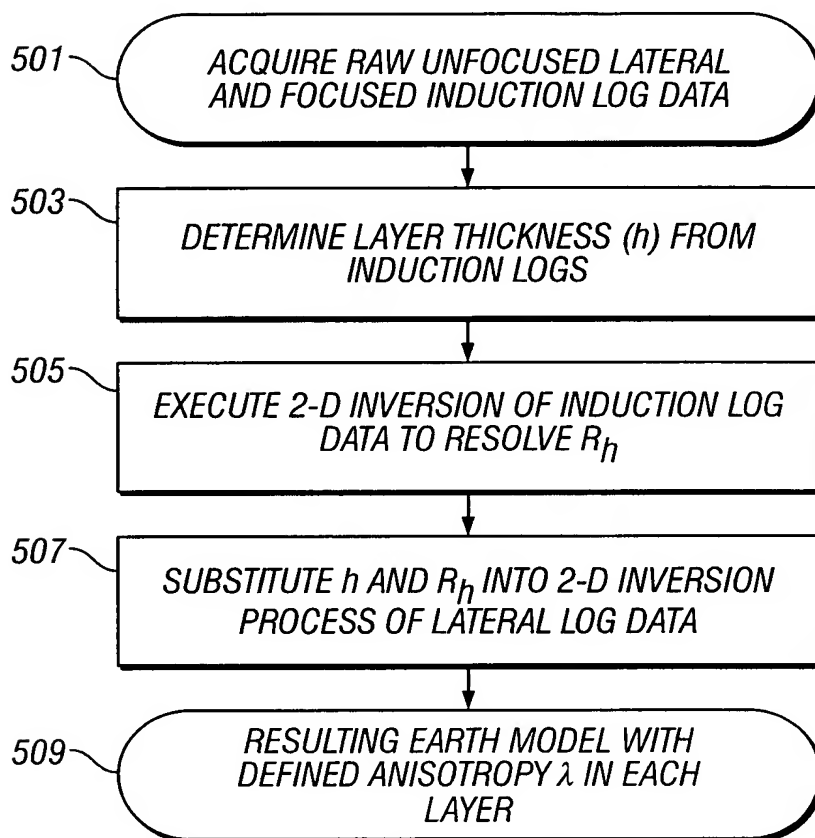 501
ACQUIRE RAW UNFOCUSED LATERAL
AND FOCUSED INDUCTION LOG DATA
503
DETERMINE LAYER THICKNESS (h) FROM
INDUCTION LOGS
505
EXECUTE 2-D INVERSION OF INDUCTION LOG
DATA TO RESOLVE Rh
507
SUBSTITUTE h AND Rh INTO 2-D INVERSION
PROCESS OF LATERAL LOG DATA
509
RESULTING EARTH MODEL WITH
DEFINED ANISOTROPY λ IN EACH
LAYER